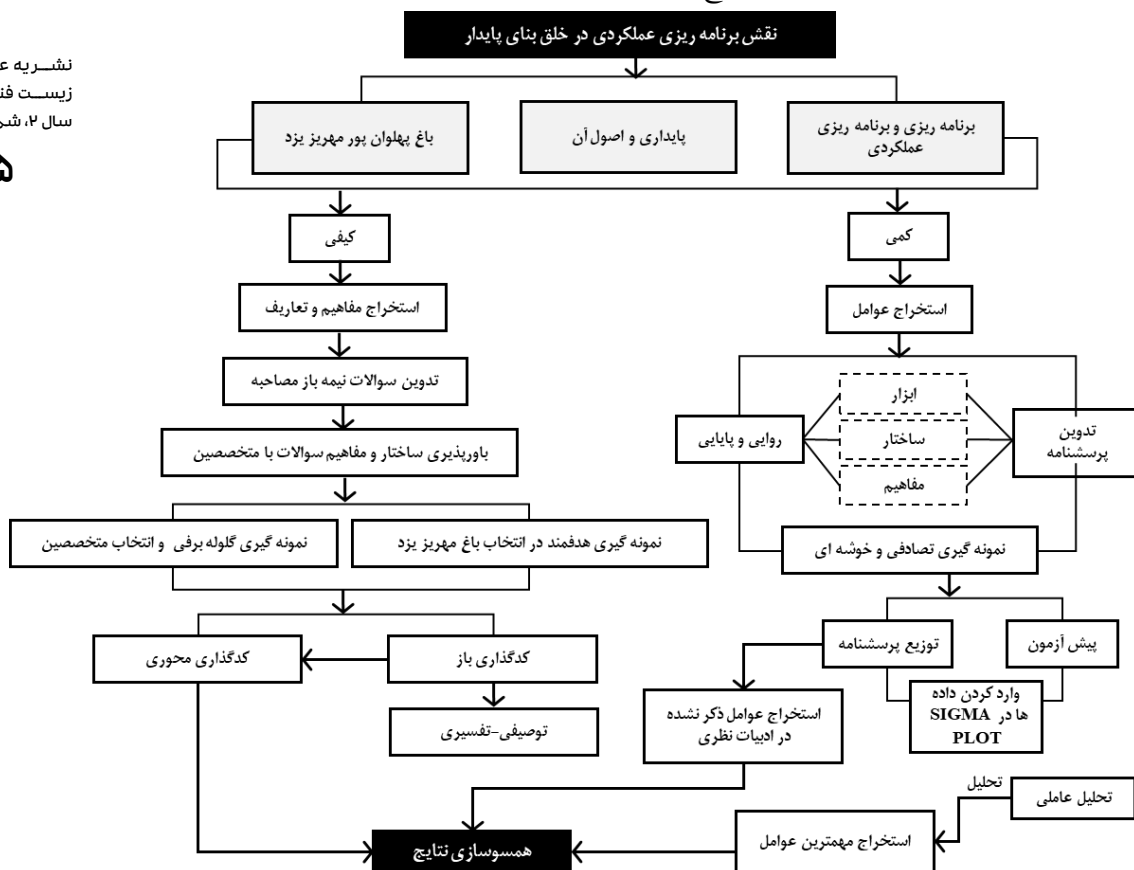 نقش برنامه ریزی عملکردی در خلق بنای پایدار
نشـــریه ع
زیســت فنـ
سال ۲، شم
۵
برنامه ریزی و برنامه ریزی
عملکردی
پایداری و اصول آن
باغ پهلوان پور مهریز یزد
کمی
کیفی
استخراج عوامل
استخراج مفاهیم و تعاریف
تدوین سوالات نیمه باز مصاحبه
باورپذیری ساختار و مفاهیم سوالات با متخصصین
تدوین
پرسشنامه
ابزار
ساختار
مفاهیم
روایی و پایایی
نمونه گیری تصادفی و خوشه ای
نمونه گیری هدفمند در انتخاب باغ مهریز یزد
نمونه گیری گلوله برفی و انتخاب متخصصین
پیش آزمون
توزیع پرسشنامه
کدگذاری باز
کدگذاری محوری
وارد کردن داده
ها در SIGMA
PLOT
استخراج عوامل ذکر نشده
در ادبیات نظری
توصیفی-تفسیری
تحلیل
تحلیل عاملی
استخراج مهمترین عوامل
همسوسازی نتایج